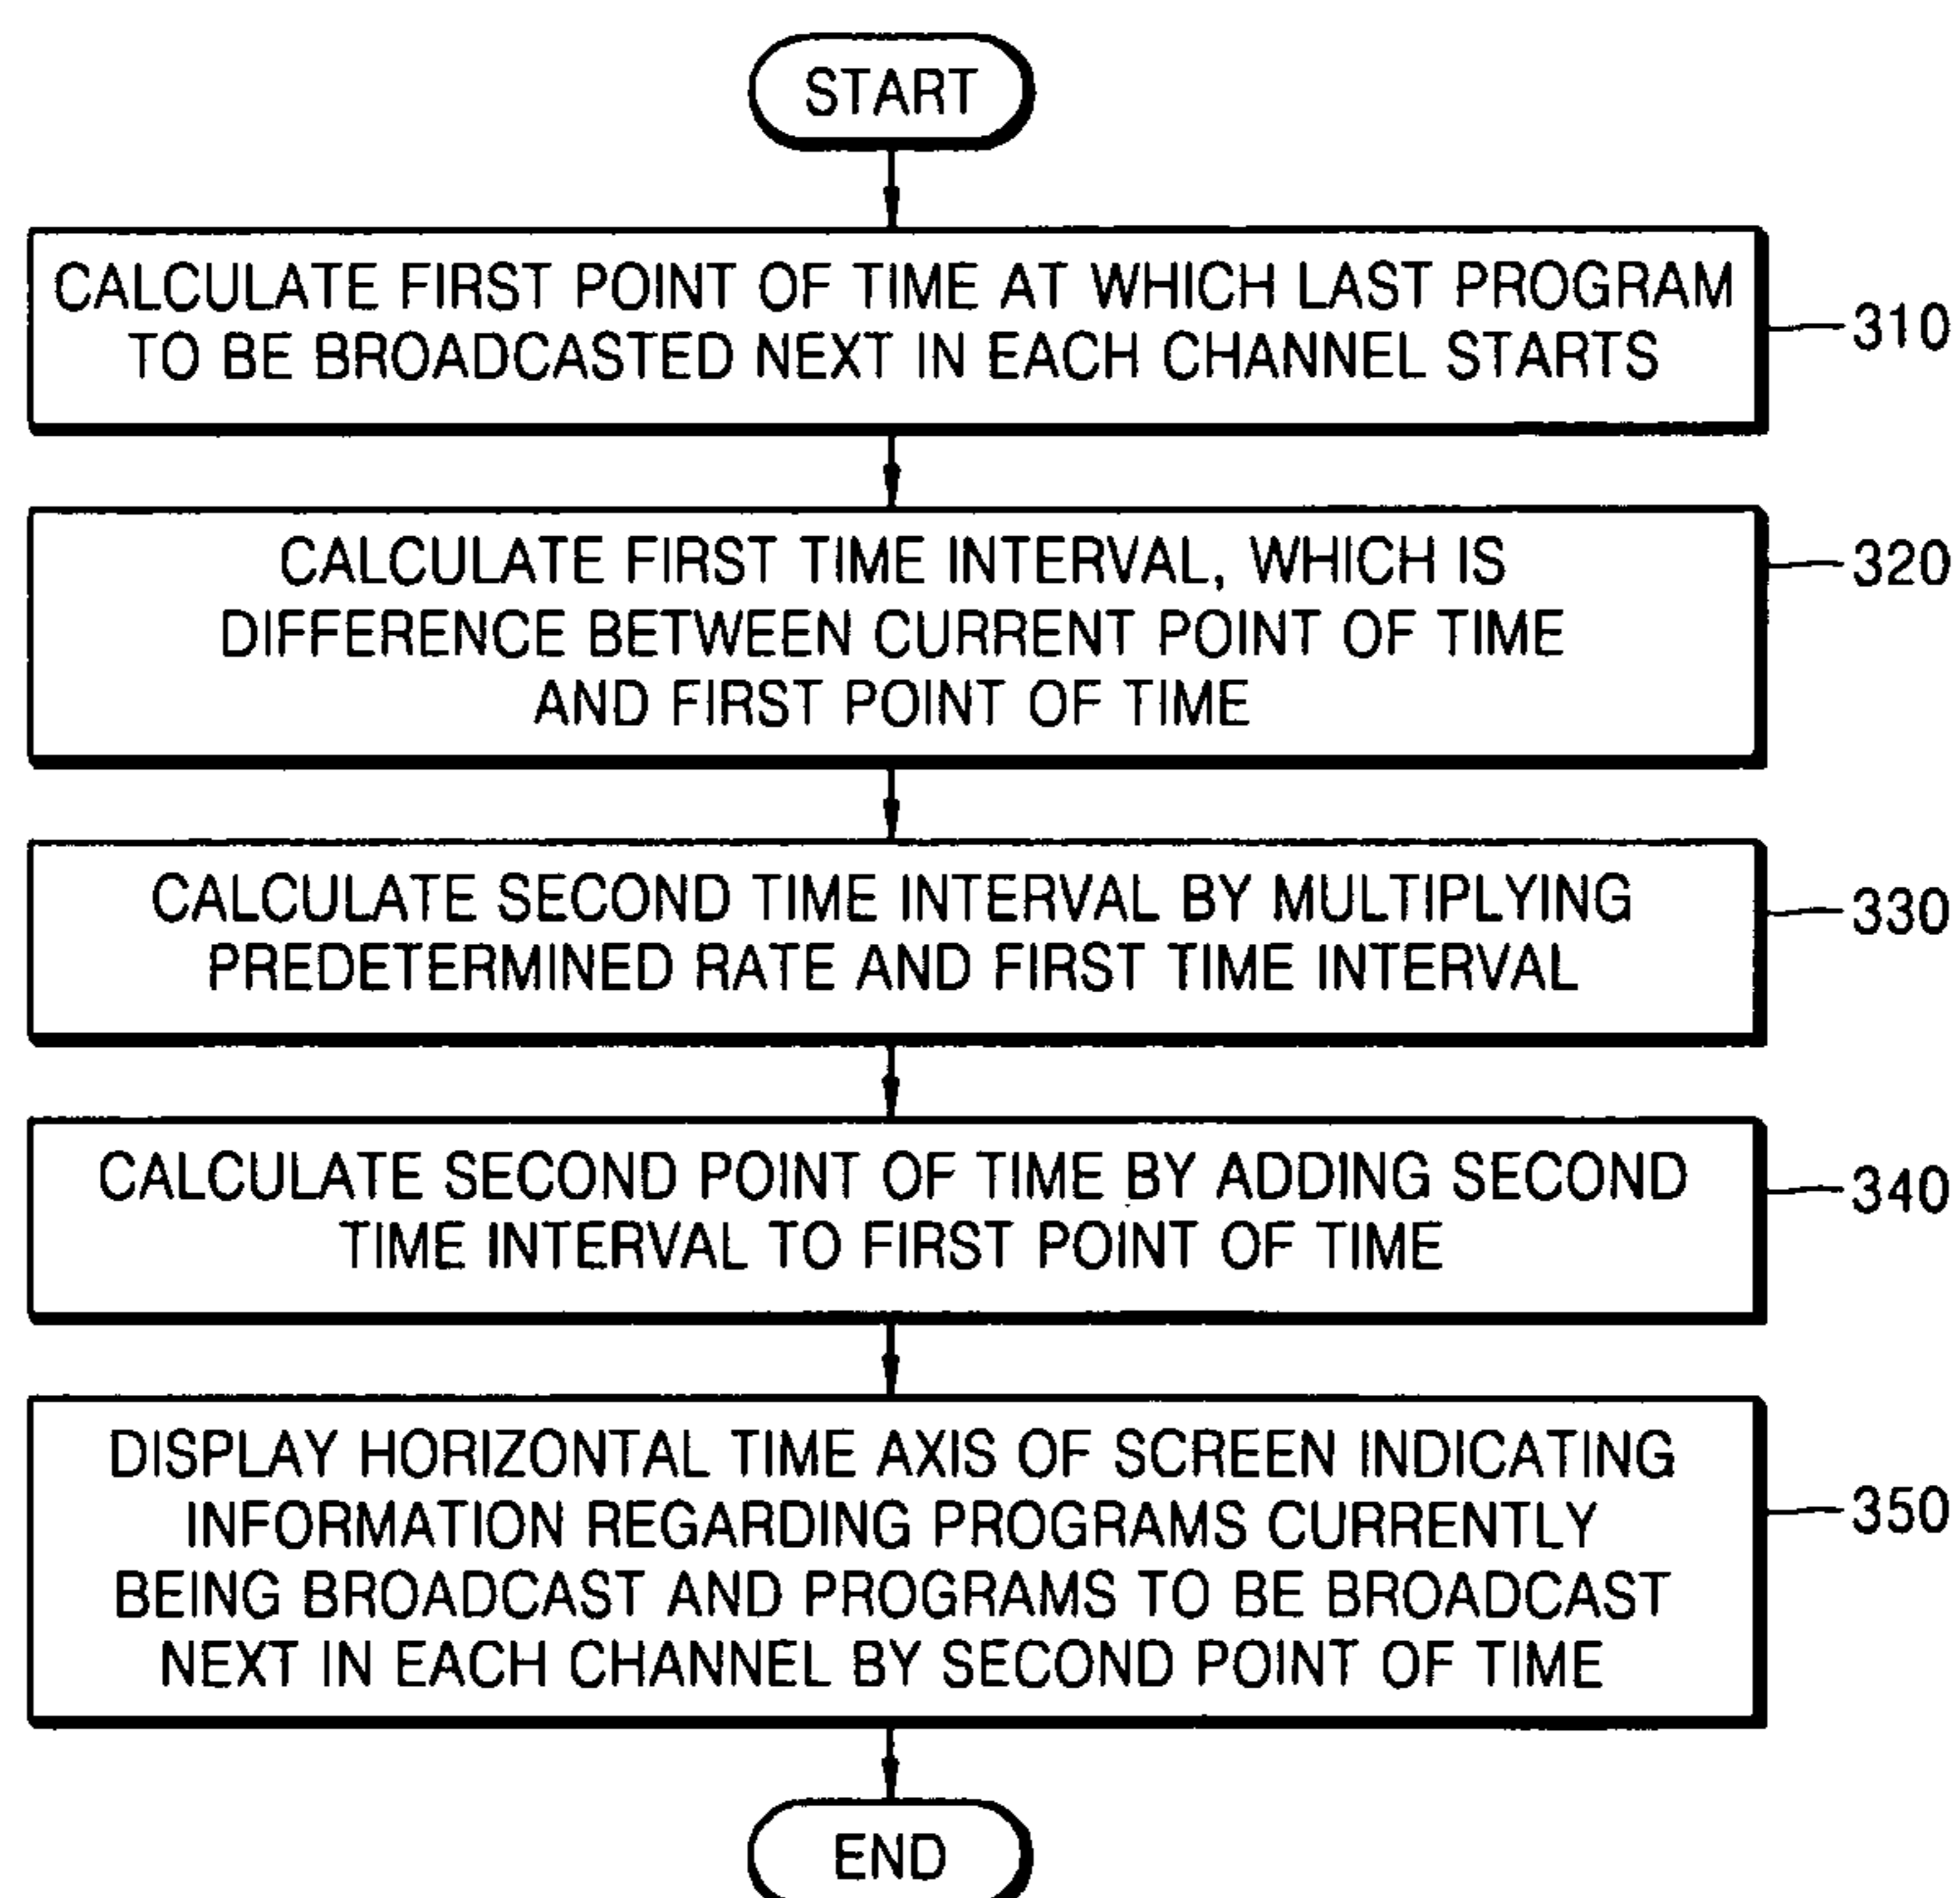 START
CALCULATE FIRST POINT OF TIME AT WHICH LAST PROGRAM
TO BE BROADCASTED NEXT IN EACH CHANNEL STARTS
310
CALCULATE FIRST TIME INTERVAL, WHICH IS
DIFFERENCE BETWEEN CURRENT POINT OF TIME
AND FIRST POINT OF TIME
320
CALCULATE SECOND TIME INTERVAL BY MULTIPLYING
PREDETERMINED RATE AND FIRST TIME INTERVAL
330
CALCULATE SECOND POINT OF TIME BY ADDING SECOND
TIME INTERVAL TO FIRST POINT OF TIME
340
DISPLAY HORIZONTAL TIME AXIS OF SCREEN INDICATING
INFORMATION REGARDING PROGRAMS CURRENTLY
BEING BROADCAST AND PROGRAMS TO BE BROADCAST
NEXT IN EACH CHANNEL BY SECOND POINT OF TIME
350
END